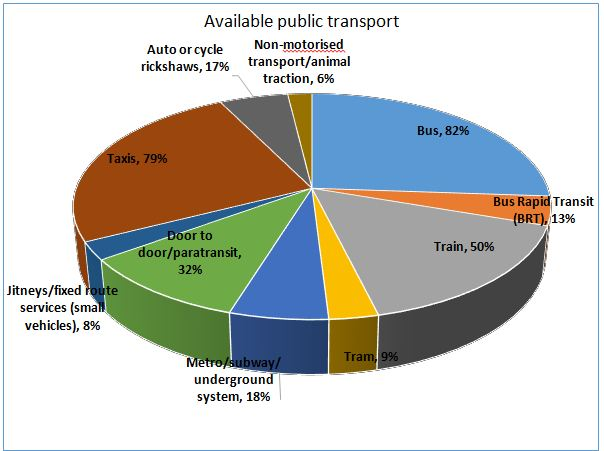 Available public transport
Auto or cycle
rickshaws, 17%
Non-motorised
transport/animal
traction, 6%
Bus, 82%
Taxis, 79%
Bus Rapid Transit
(BRT), 13%
Door to
door/paratransit,
32%
Train, 50%
Jitneys/fixed route
services (small
vehicles), 8%
Tram, 9%
Metro/subway/
underground
system, 18%